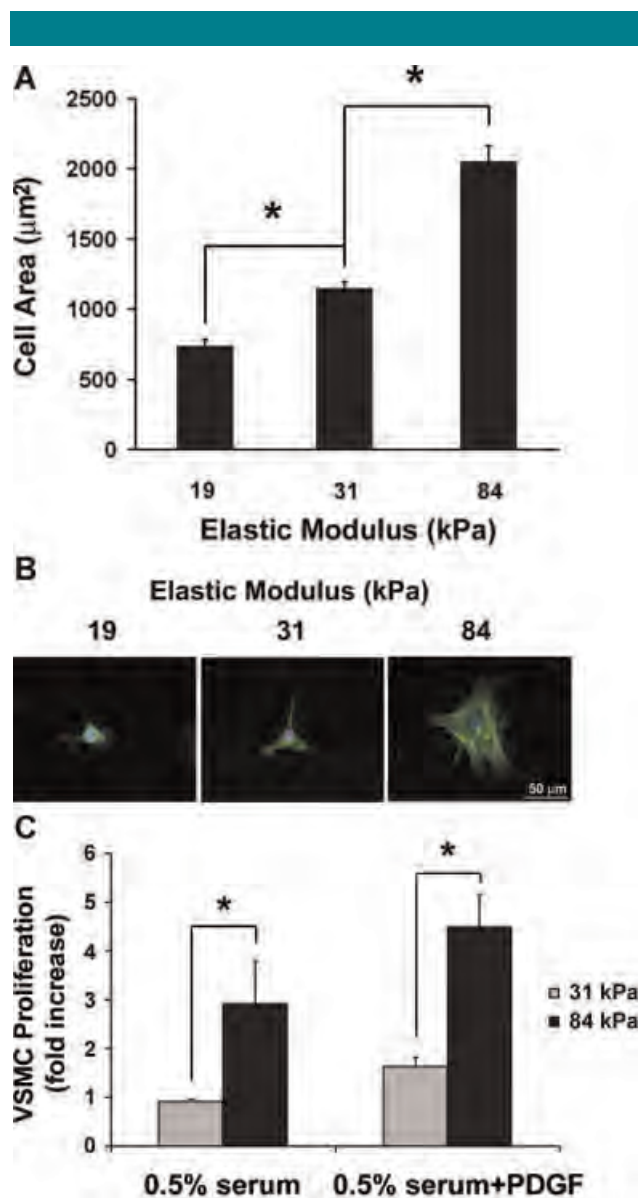 A
*
*
2500
2000
1500
1000
500
0
Cell Area (μm²)
19 31 84
Elastic Modulus (kPa)
B
Elastic Modulus (kPa)
19 31 84
50 μm
C
6
5
4
3
2
1
0
VSMC Proliferation
(fold increase)
*
*
31 kPa
84 kPa
0.5% serum 0.5% serum+PDGF